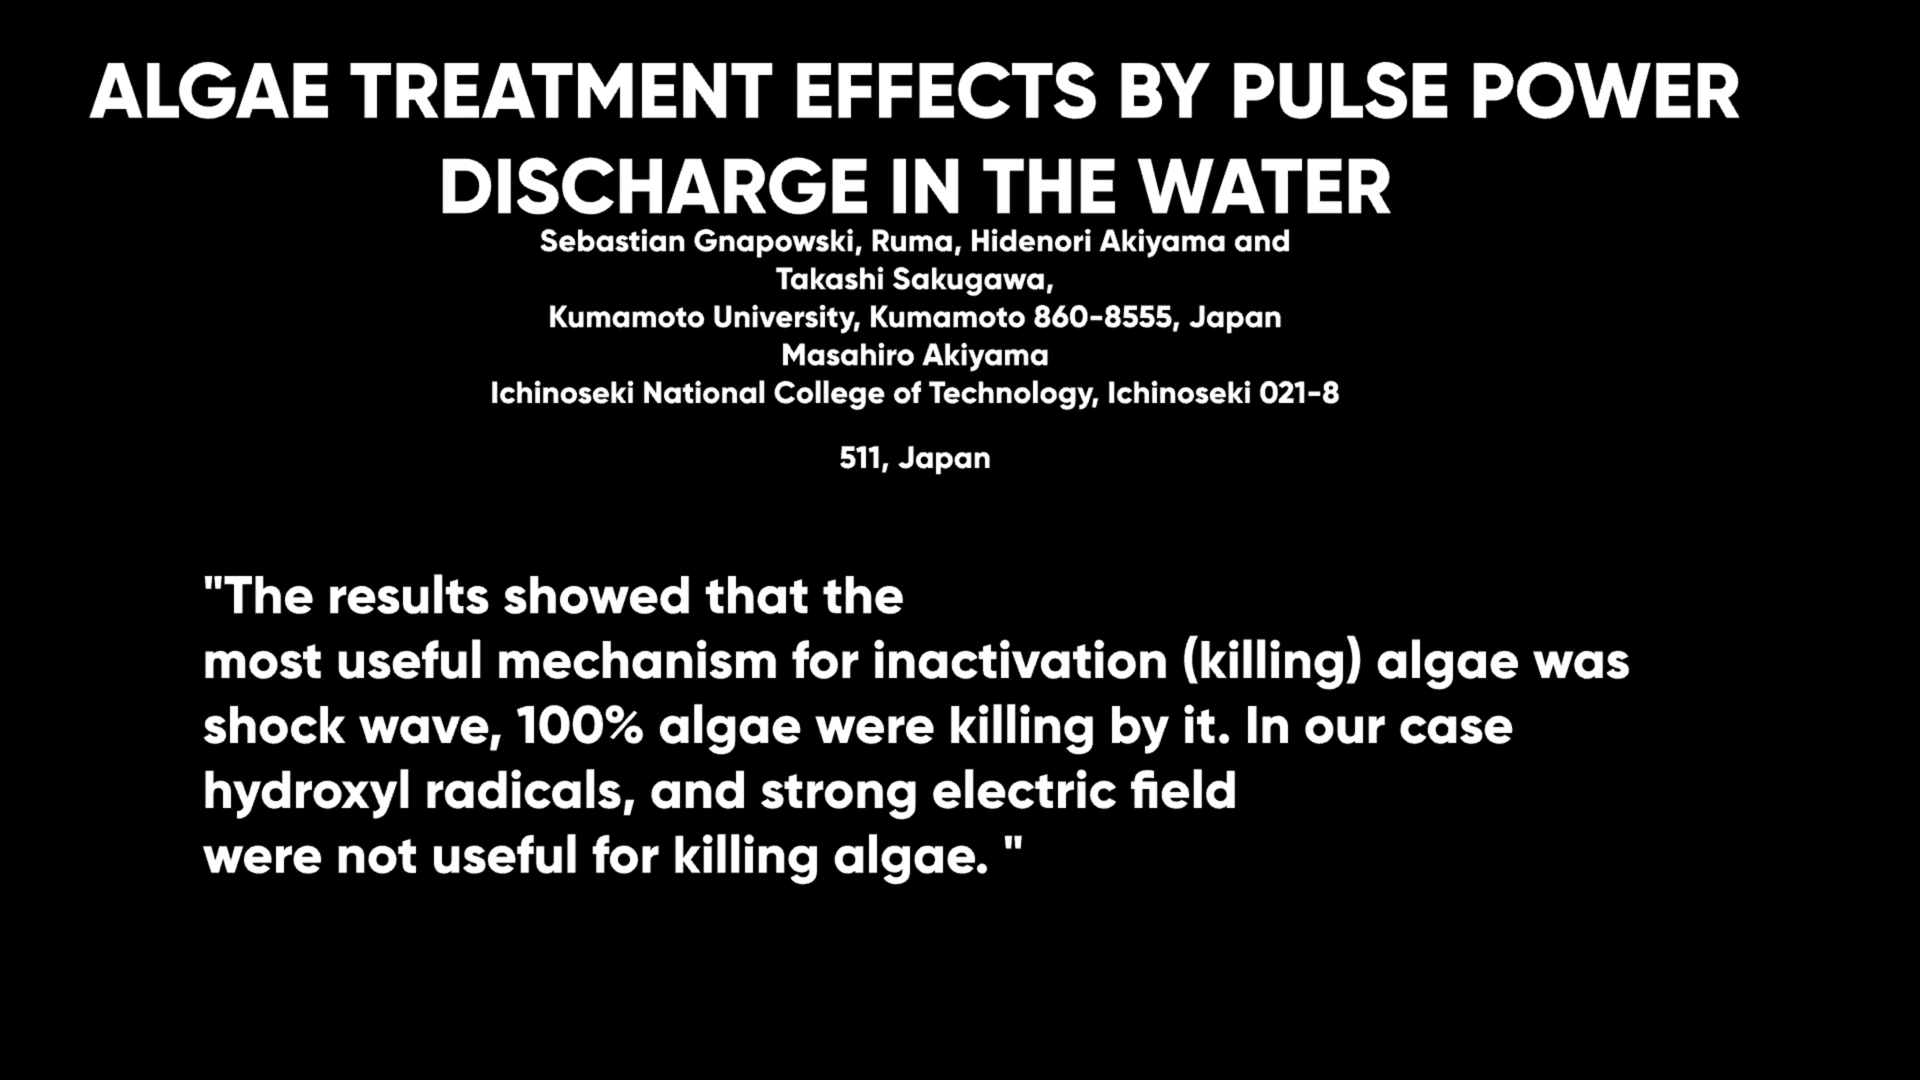 ALGAE TREATMENT EFFECTS BY PULSE POWER
DISCHARGE IN THE WATER
Sebastian Gnapowski, Ruma, Hidenori Akiyama and
Takashi Sakugawa,
Kumamoto University, Kumamoto 860-8555, Japan
Masahiro Akiyama
Ichinoseki National College of Technology, Ichinoseki 021-8
511, Japan
"The results showed that the
most useful mechanism for inactivation (killing) algae was
shock wave, 100% algae were killing by it. In our case
hydroxyl radicals, and strong electric field
were not useful for killing algae. "